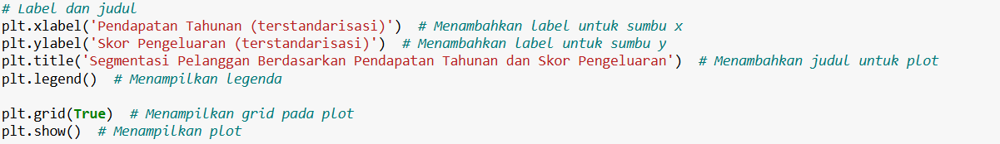 # Label dan judul
plt.xlabel('Pendapatan Tahunan (terstandarisasi)')  # Menambahkan label untuk sumbu x
plt.ylabel('Skor Pengeluaran (terstandarisasi)')  # Menambahkan label untuk sumbu y
plt.title('Segmentasi Pelanggan Berdasarkan Pendapatan Tahunan dan Skor Pengeluaran')  # Menambahkan judul untuk plot
plt.legend()  # Menampilkan legenda

plt.grid(True)  # Menampilkan grid pada plot
plt.show()  # Menampilkan plot